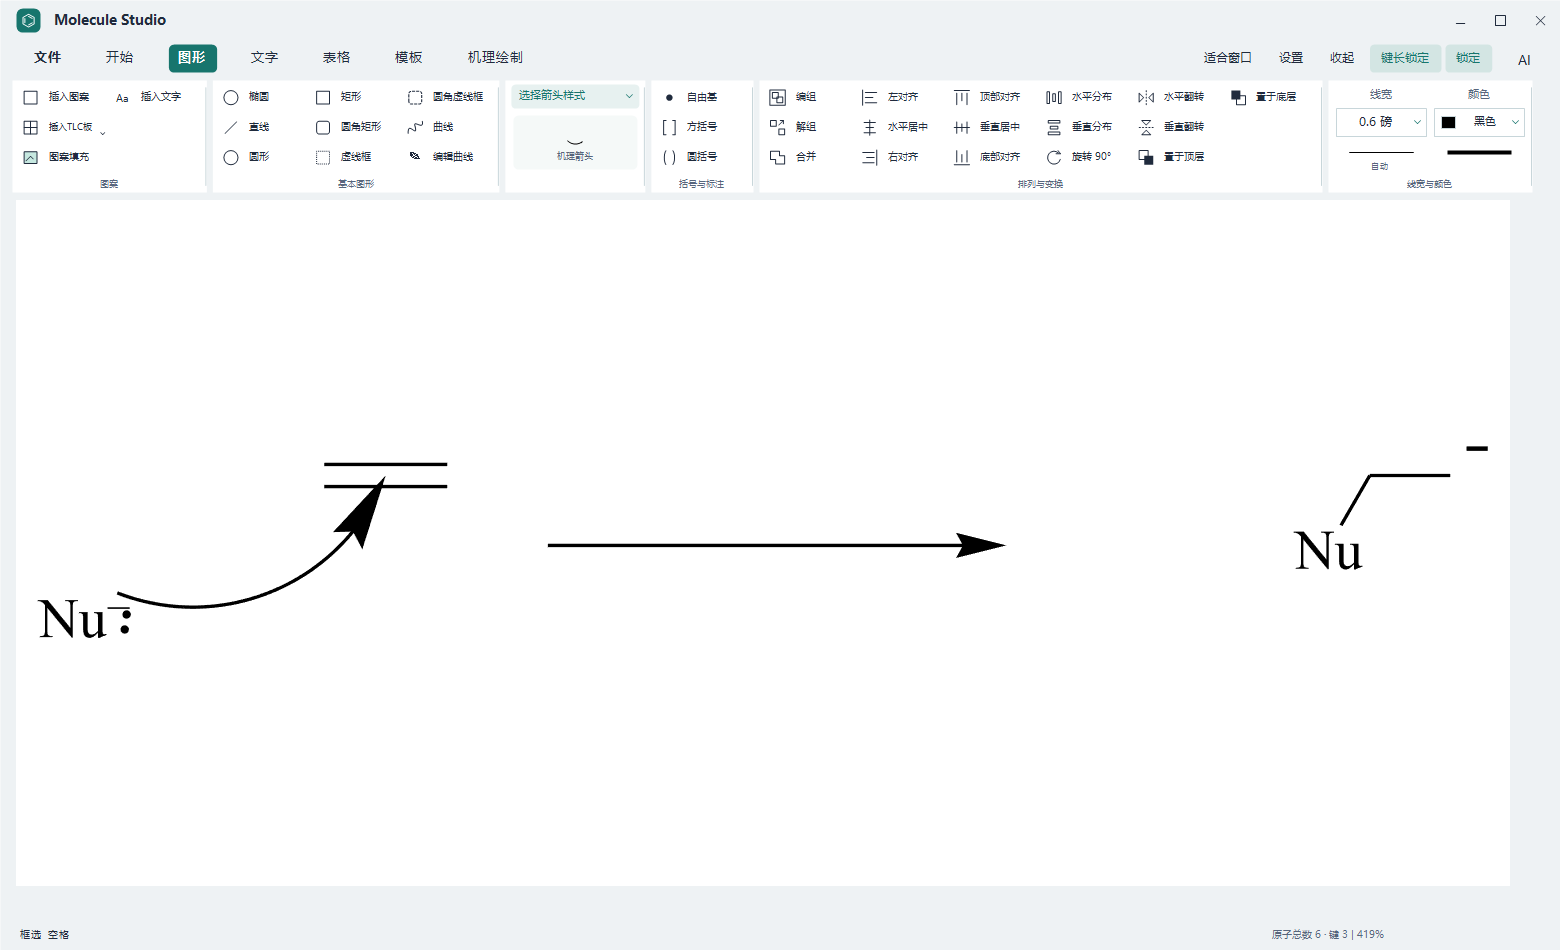 Molecule Studio
文件 开始 图形 文字 表格 模板 机理绘制 适合窗口 设置 收起 键长锁定 锁定 AI
插入图案 Aa 插入文字
插入TLC板
图案填充
图案
椭圆 矩形 圆角虚线框
直线 圆角矩形 曲线
圆形 虚线框 编辑曲线
基本图形
选择箭头样式
机理箭头
自由基
[ ] 方括号
( ) 圆括号
括号与标注
编组 左对齐 顶部对齐 水平分布 水平翻转 置于底层
解组 水平居中 垂直居中 垂直分布 垂直翻转
合并 右对齐 底部对齐 旋转 90° 置于顶层
排列与变换
线宽 颜色
0.6 磅 黑色
自动
线宽与颜色
Nu
Nu
框选 空格
原子总数 6 · 键 3 | 419%